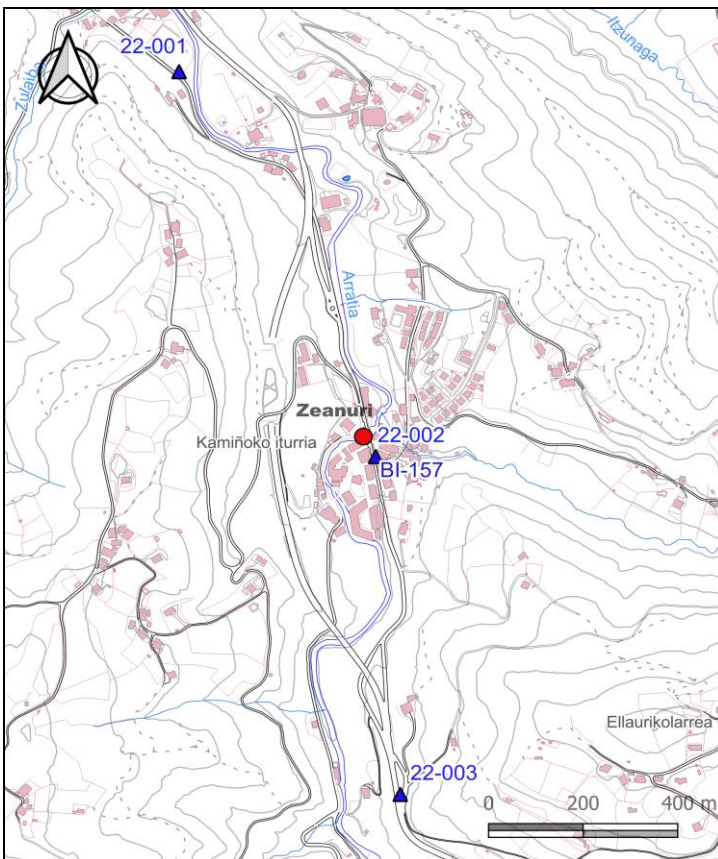 22-001
Itzunaga
Zulaibar
Arratia
Zeanuri
22-002
Kamiñoko iturria
BI-157
Ellaurikolarrea
22-003
0 200 400 m